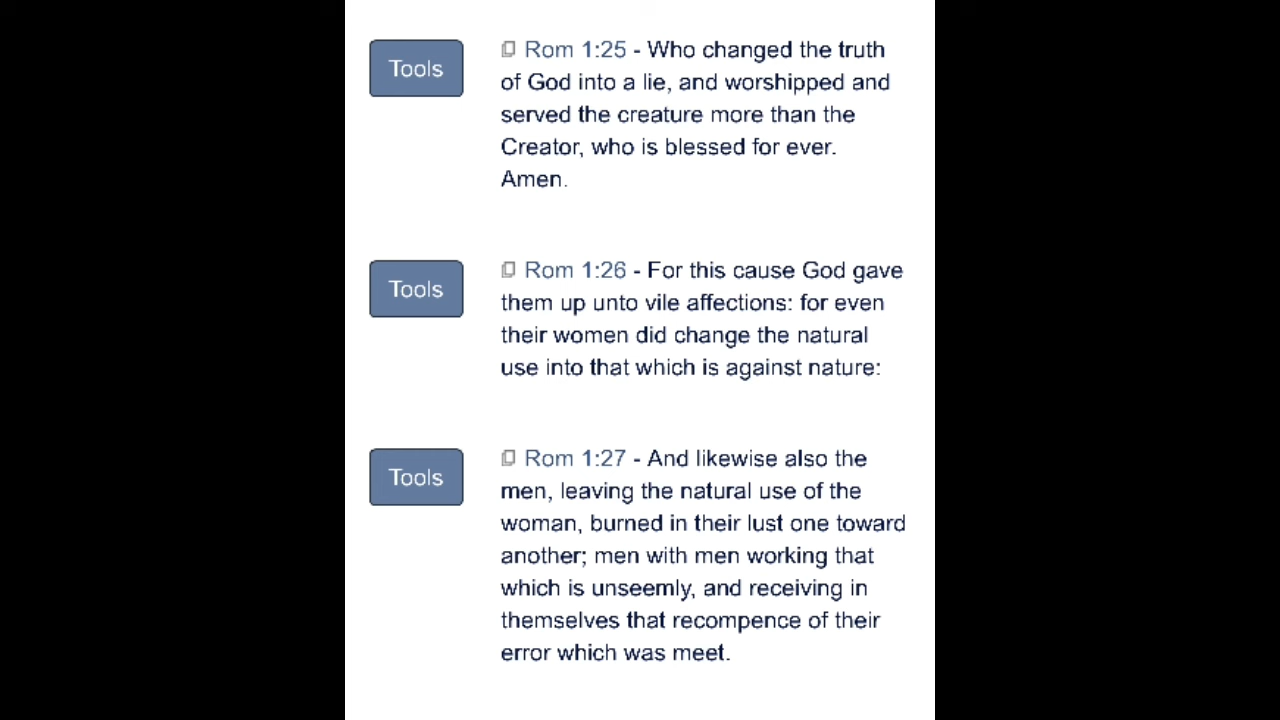 Tools
Rom 1:25 - Who changed the truth
of God into a lie, and worshipped and
served the creature more than the
Creator, who is blessed for ever.
Amen.
Tools
Rom 1:26 - For this cause God gave
them up unto vile affections: for even
their women did change the natural
use into that which is against nature:
Tools
Rom 1:27 - And likewise also the
men, leaving the natural use of the
woman, burned in their lust one toward
another; men with men working that
which is unseemly, and receiving in
themselves that recompence of their
error which was meet.